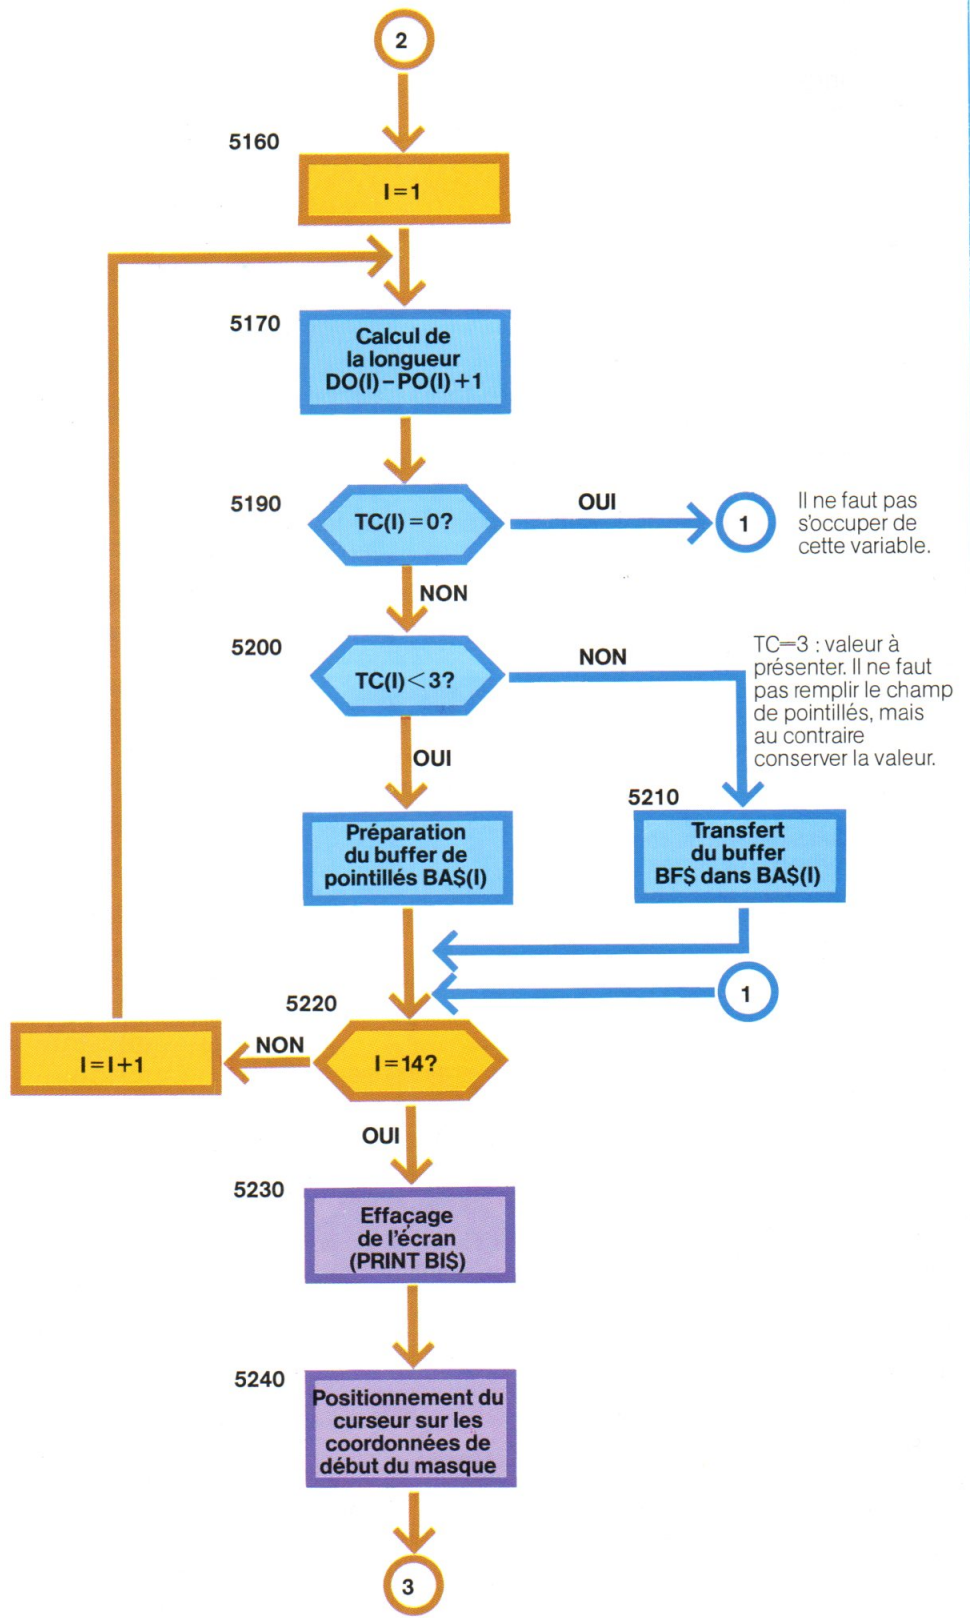 2
5160
I=1
5170
Calcul de
la longueur
DO(I)–PO(I)+1
5190
TC(I)=0?
OUI
1
Il ne faut pas
s'occuper de
cette variable.
NON
5200
TC(I)<3?
NON
TC=3 : valeur à
présenter. Il ne faut
pas remplir le champ
de pointillés, mais
au contraire
conserver la valeur.
OUI
Préparation
du buffer de
pointillés BA$(I)
5210
Transfert
du buffer
BF$ dans BA$(I)
1
5220
I=14?
NON
I=I+1
OUI
5230
Effaçage
de l'écran
(PRINT BI$)
5240
Positionnement du
curseur sur les
coordonnées de
début du masque
3